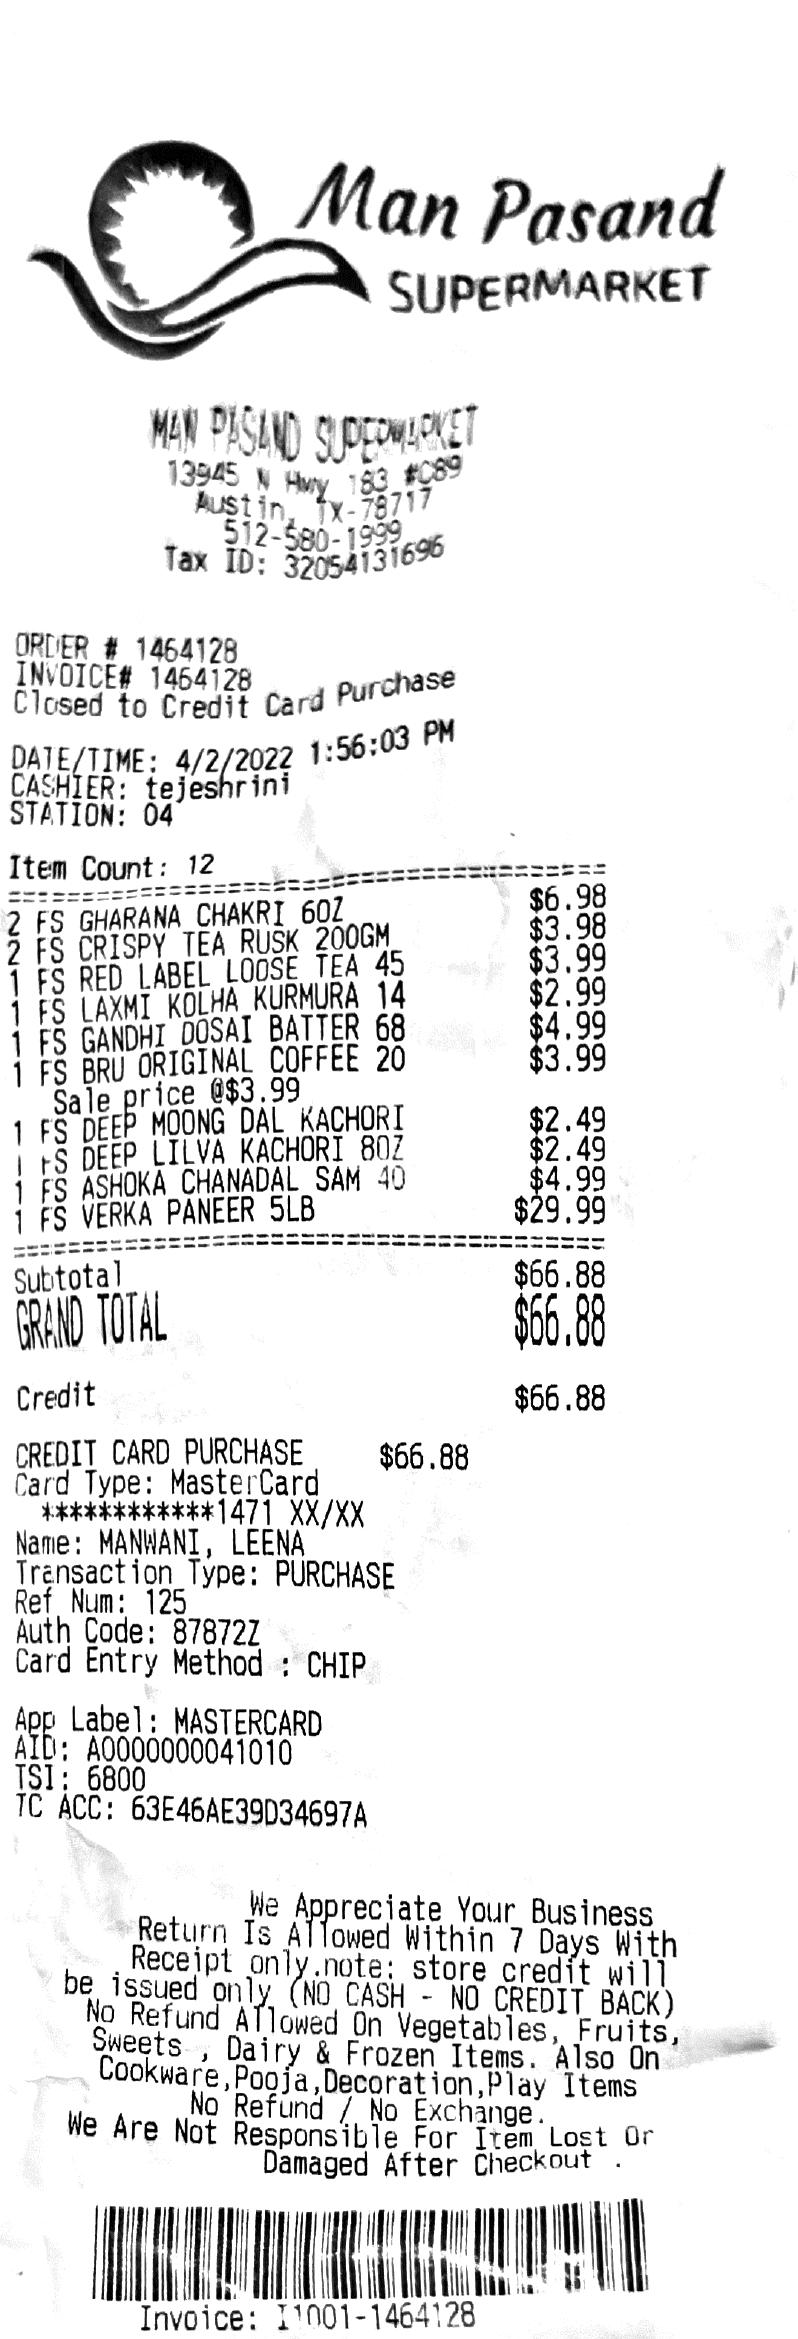 Man Pasand
SUPERMARKET
MAN PASAND SUPERMARKET
13945 N Hwy 183 #C89
Austin, TX-78717
512-580-1999
Tax ID: 32054131696
ORDER # 1464128
INVOICE# 1464128
Closed to Credit Card Purchase
DATE/TIME: 4/2/2022 1:56:03 PM
CASHIER: tejeshrini
STATION: 04
Item Count: 12
2 FS GHARANA CHAKRI 6OZ $6.98
2 FS CRISPY TEA RUSK 200GM $3.98
1 FS RED LABEL LOOSE TEA 45 $3.99
1 FS LAXMI KOLHA KURMURA 14 $2.99
1 FS GANDHI DOSAI BATTER 68 $4.99
1 FS BRU ORIGINAL COFFEE 20 $3.99
Sale price @$3.99
1 FS DEEP MOONG DAL KACHORI $2.49
1 FS DEEP LILVA KACHORI 8OZ $2.49
1 FS ASHOKA CHANADAL SAM 40 $4.99
1 FS VERKA PANEER 5LB $29.99
Subtotal $66.88
GRAND TOTAL $66.88
Credit $66.88
CREDIT CARD PURCHASE $66.88
Card Type: MasterCard
************1471 XX/XX
Name: MANWANI, LEENA
Transaction Type: PURCHASE
Ref Num: 125
Auth Code: 87872Z
Card Entry Method : CHIP
App Label: MASTERCARD
AID: A0000000041010
TSI: 6800
TC ACC: 63E46AE39D34697A
We Appreciate Your Business
Return Is Allowed Within 7 Days With
Receipt only.note: store credit will
be issued only (NO CASH - NO CREDIT BACK)
No Refund Allowed On Vegetables, Fruits,
Sweets , Dairy & Frozen Items. Also On
Cookware,Pooja,Decoration,Play Items
No Refund / No Exchange.
We Are Not Responsible For Item Lost Or
Damaged After Checkout .
Invoice: I1001-1464128